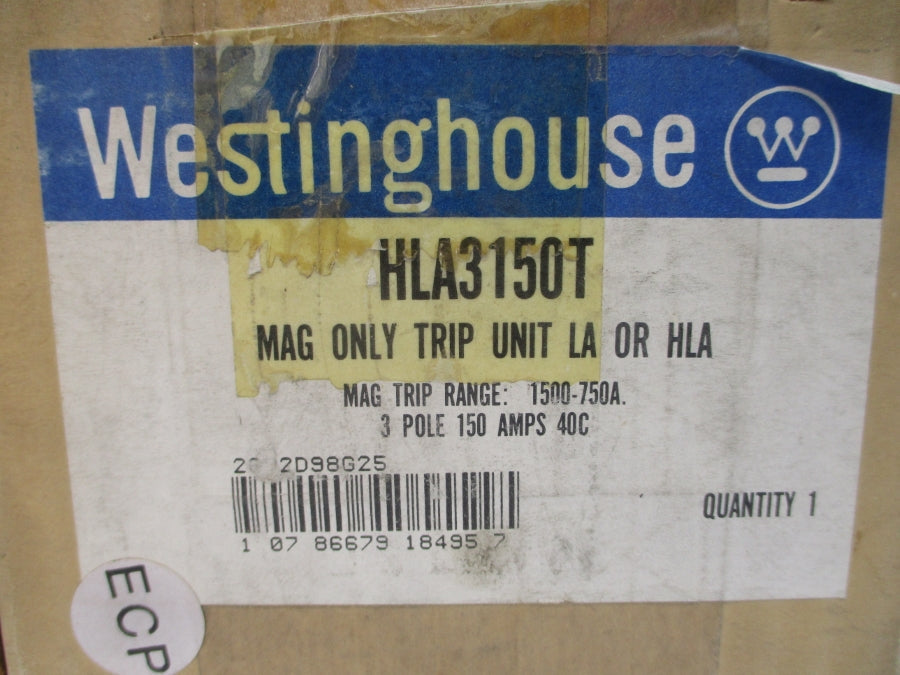 Westinghouse
HLA3150T
MAG ONLY TRIP UNIT LA OR HLA
MAG TRIP RANGE: 1500-750A.
3 POLE 150 AMPS 40C
QUANTITY 1
1 07 86679 18495 7
ECP